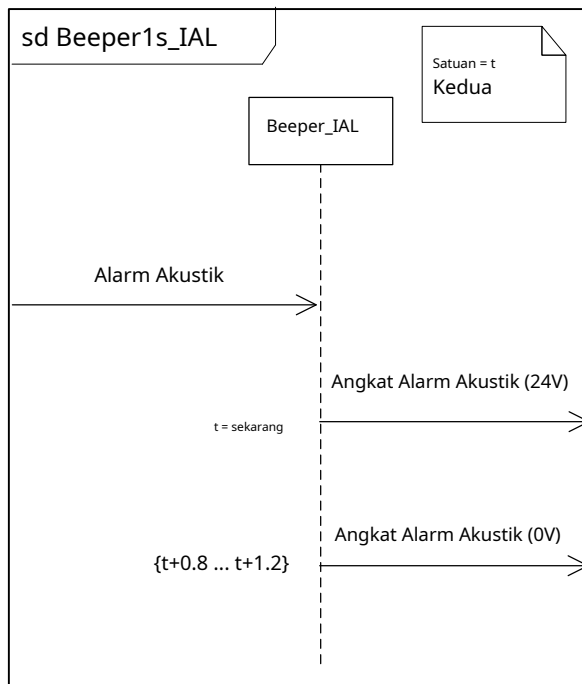 sd Beeper1s_IAL
Satuan = t
Kedua
Beeper_IAL
Alarm Akustik
Angkat Alarm Akustik (24V)
t = sekarang
Angkat Alarm Akustik (0V)
{t+0.8 ... t+1.2}